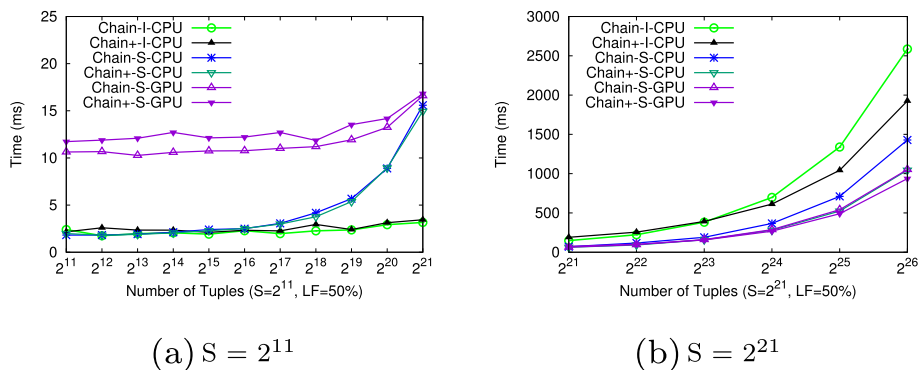 25
20
15
10
5
0
Time (ms)
Chain-I-CPU
Chain+-I-CPU
Chain-S-CPU
Chain+-S-CPU
Chain-S-GPU
Chain+-S-GPU
2^11 2^12 2^13 2^14 2^15 2^16 2^17 2^18 2^19 2^20 2^21
Number of Tuples (S=2^11, LF=50%)
(a) S = 2^11
3000
2500
2000
1500
1000
500
0
Time (ms)
Chain-I-CPU
Chain+-I-CPU
Chain-S-CPU
Chain+-S-CPU
Chain-S-GPU
Chain+-S-GPU
2^21 2^22 2^23 2^24 2^25 2^26
Number of Tuples (S=2^21, LF=50%)
(b) S = 2^21